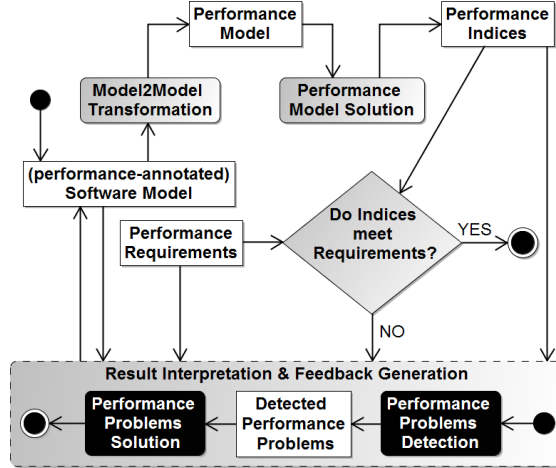 Performance
Model
Performance
Indices
Model2Model
Transformation
Performance
Model Solution
(performance-annotated)
Software Model
Performance
Requirements
Do Indices
meet
Requirements?
YES
NO
Result Interpretation & Feedback Generation
Performance
Problems
Solution
Detected
Performance
Problems
Performance
Problems
Detection